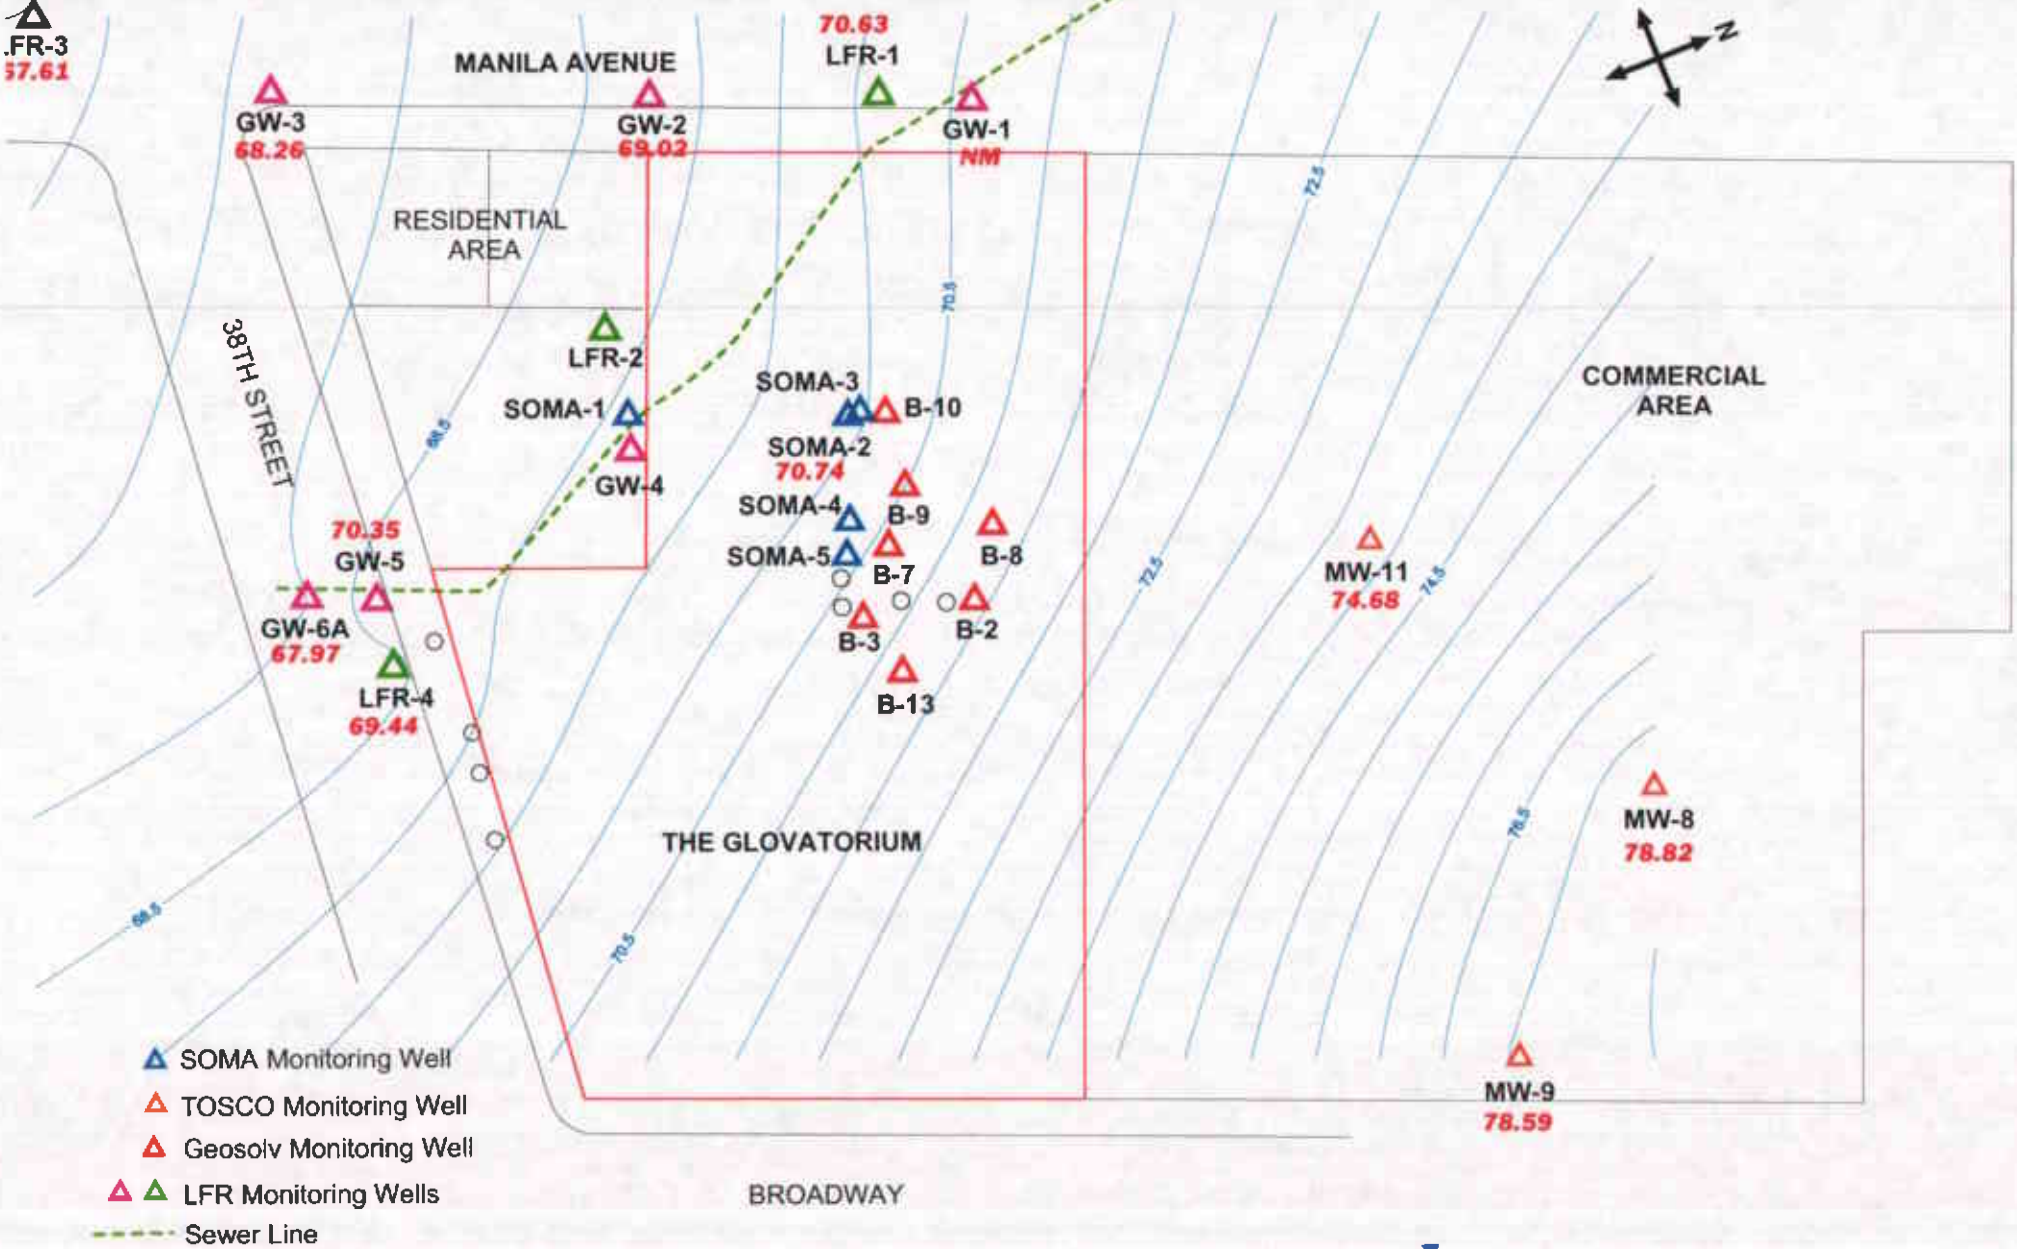 .FR-3
57.61
MANILA AVENUE
70.63
LFR-1
N
GW-3
68.26
GW-2
69.02
GW-1
NM
72.5
RESIDENTIAL
AREA
70.5
38TH STREET
LFR-2
SOMA-3
COMMERCIAL
AREA
SOMA-1
B-10
68.5
SOMA-2
70.74
GW-4
SOMA-4
B-9
70.35
GW-5
SOMA-5
B-7
B-8
72.5
MW-11
74.68
74.5
GW-6A
67.97
B-3
B-2
LFR-4
69.44
B-13
76.5
MW-8
78.82
THE GLOVATORIUM
68.5
70.5
SOMA Monitoring Well
TOSCO Monitoring Well
Geosolv Monitoring Well
LFR Monitoring Wells
Sewer Line
MW-9
78.59
BROADWAY